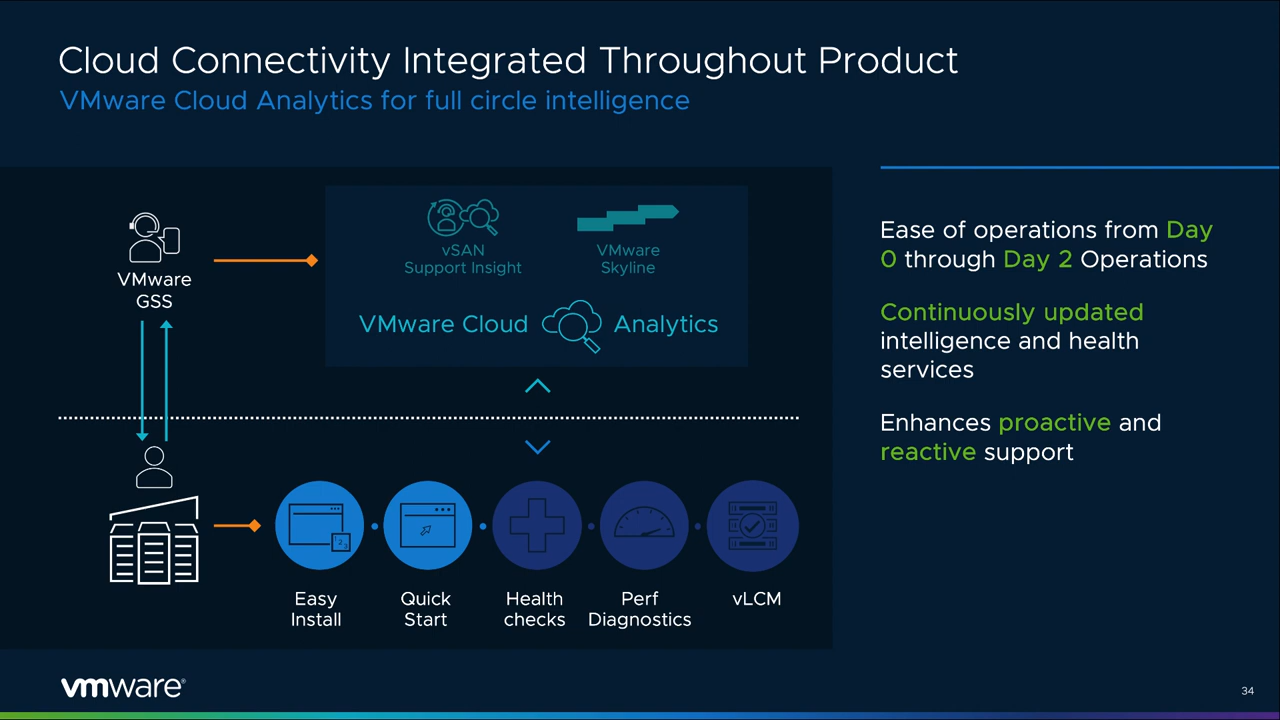 Cloud Connectivity Integrated Throughout Product
VMware Cloud Analytics for full circle intelligence
VMware
GSS
vSAN
Support Insight
VMware
Skyline
VMware Cloud Analytics
Easy
Install
Quick
Start
Health
checks
Perf
Diagnostics
vLCM
Ease of operations from Day
0 through Day 2 Operations
Continuously updated
intelligence and health
services
Enhances proactive and
reactive support
vmware®
34